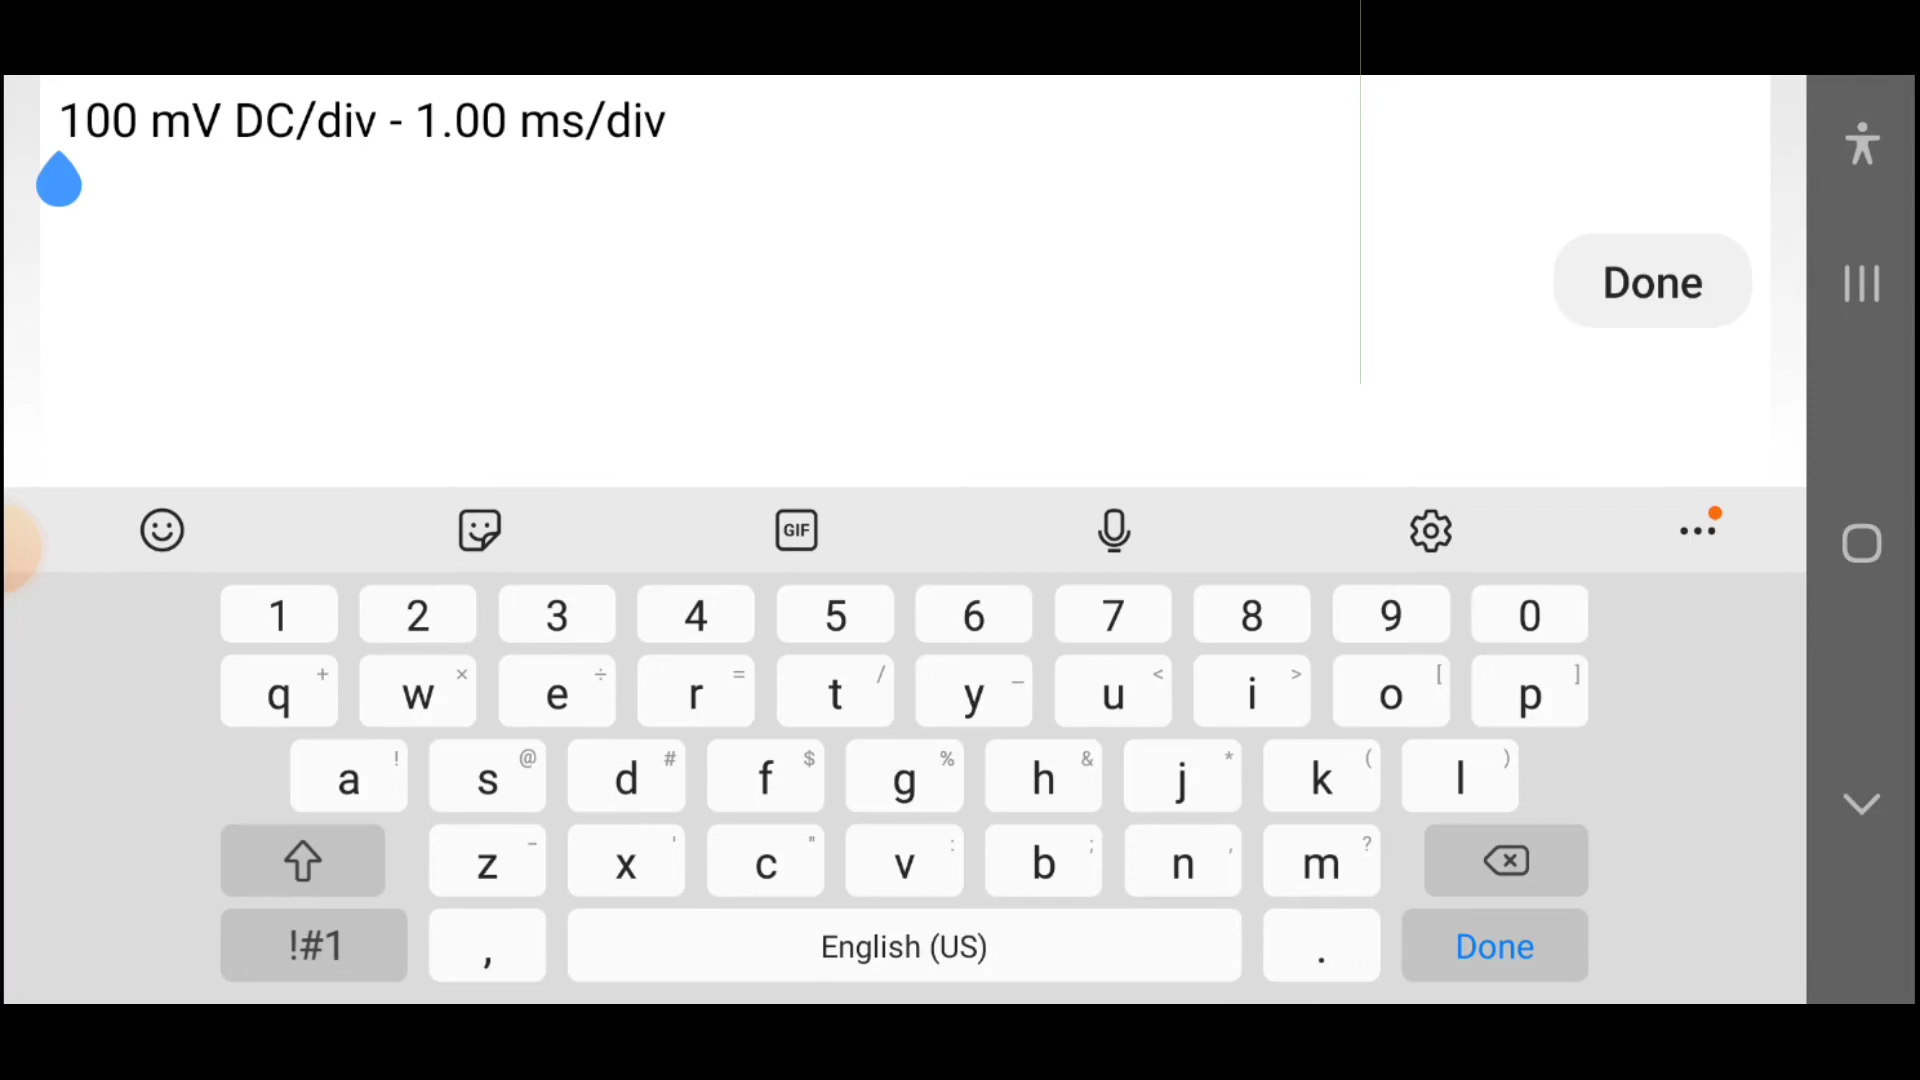 100 mV DC/div - 1.00 ms/div
Done
GIF
1 2 3 4 5 6 7 8 9 0
q + w × e ÷ r = t / y _ u < i > o [ p ]
a ! s @ d # f $ g % h & j * k ( l )
z - x ' c " v : b ; n , m ?
!#1 , English (US) . Done